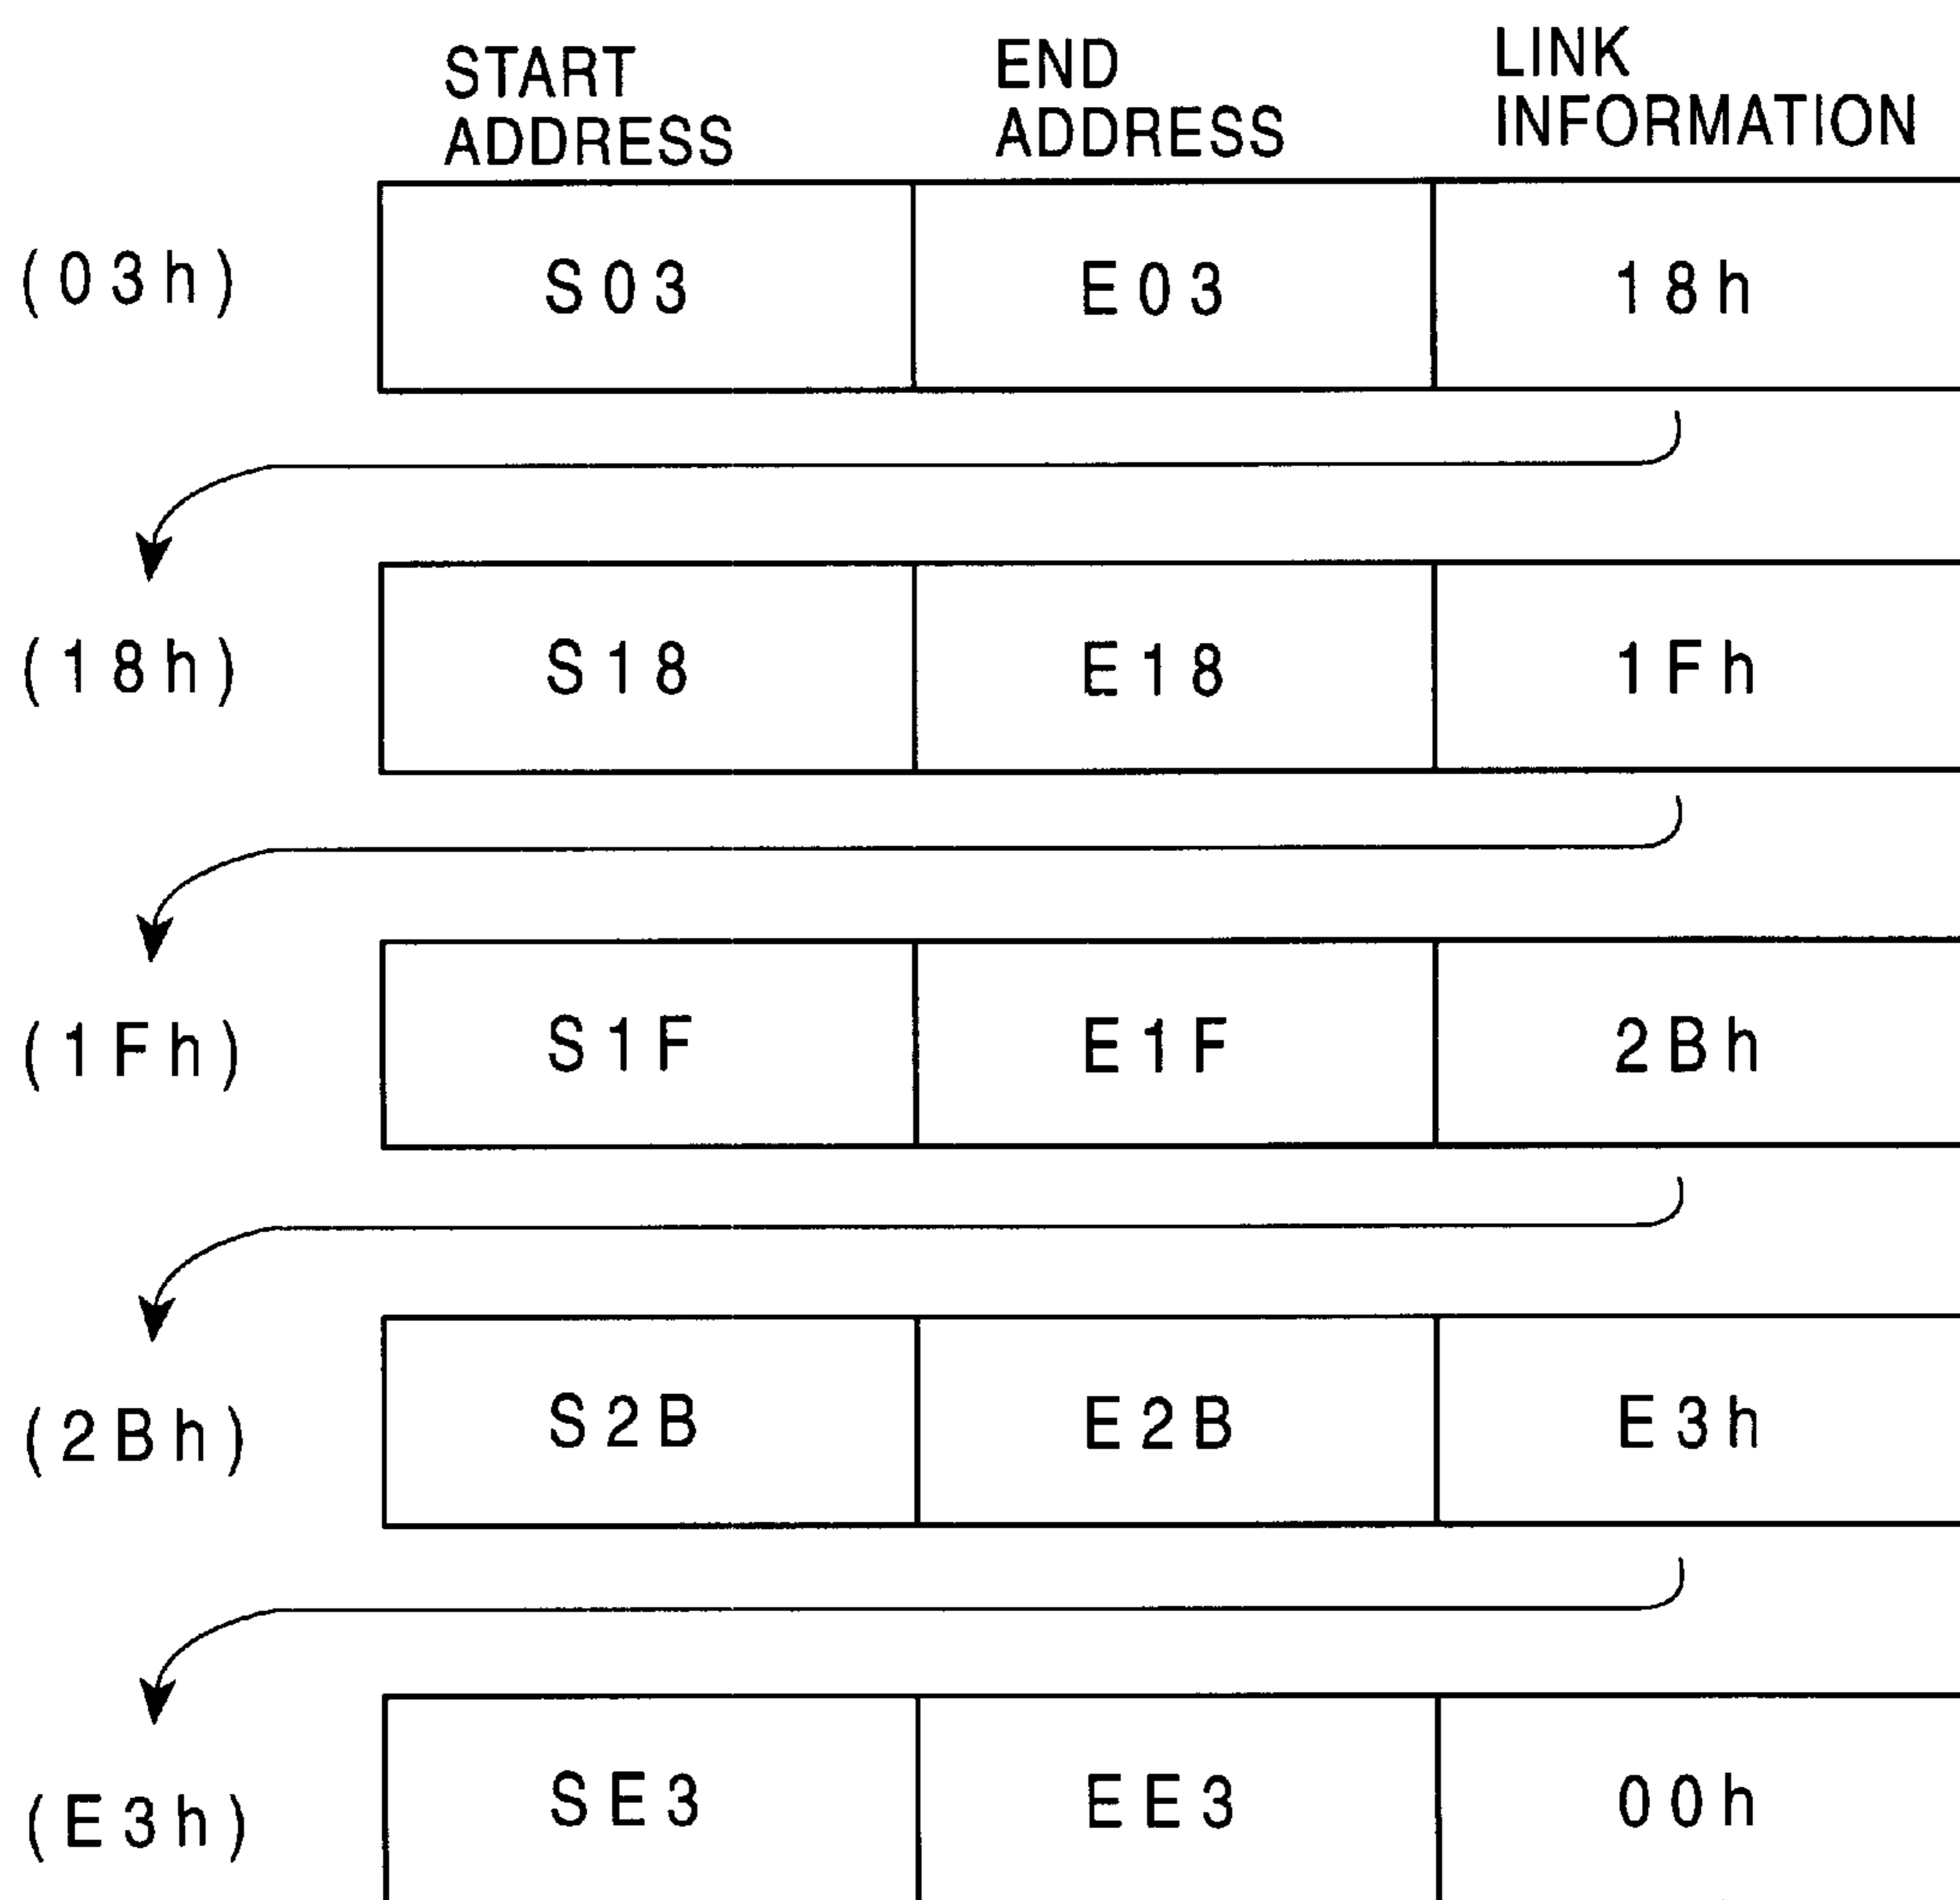 START
ADDRESS
END
ADDRESS
LINK
INFORMATION
(03h) S03 E03 18h
(18h) S18 E18 1Fh
(1Fh) S1F E1F 2Bh
(2Bh) S2B E2B E3h
(E3h) SE3 EE3 00h